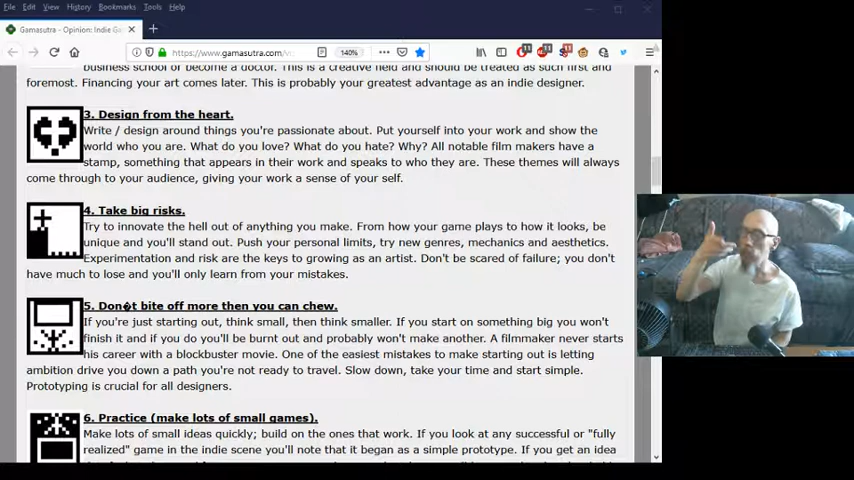 File Edit View History Bookmarks Tools Help
Gamasutra - Opinion: Indie Ga
https://www.gamasutra.com/v 140%
business school or become a doctor. This is a creative field and should be treated as such first and
foremost. Financing your art comes later. This is probably your greatest advantage as an indie designer.
3. Design from the heart.
Write / design around things you're passionate about. Put yourself into your work and show the
world who you are. What do you love? What do you hate? Why? All notable film makers have a
stamp, something that appears in their work and speaks to who they are. These themes will always
come through to your audience, giving your work a sense of your self.
4. Take big risks.
Try to innovate the hell out of anything you make. From how your game plays to how it looks, be
unique and you'll stand out. Push your personal limits, try new genres, mechanics and aesthetics.
Experimentation and risk are the keys to growing as an artist. Don't be scared of failure; you don't
have much to lose and you'll only learn from your mistakes.
5. Don�t bite off more then you can chew.
If you're just starting out, think small, then think smaller. If you start on something big you won't
finish it and if you do you'll be burnt out and probably won't make another. A filmmaker never starts
his career with a blockbuster movie. One of the easiest mistakes to make starting out is letting
ambition drive you down a path you're not ready to travel. Slow down, take your time and start simple.
Prototyping is crucial for all designers.
6. Practice (make lots of small games).
Make lots of small ideas quickly; build on the ones that work. If you look at any successful or "fully
realized" game in the indie scene you'll note that it began as a simple prototype. If you get an idea